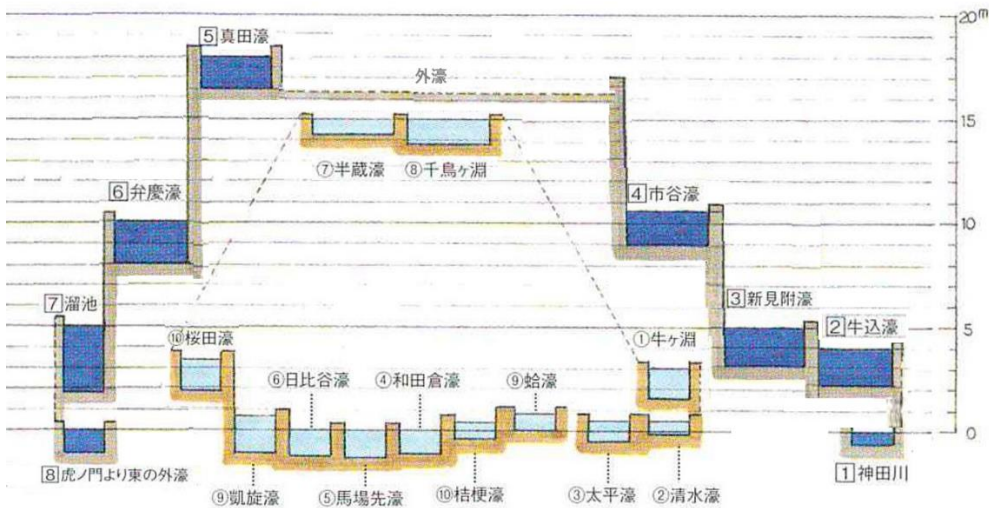 20m
⑤真田濠
外濠
15
⑦半蔵濠
⑧千鳥ヶ淵
⑥弁慶濠
④市谷濠
10
⑦溜池
③新見附濠
⑩桜田濠
①牛ヶ淵
②牛込濠
5
⑥日比谷濠
④和田倉濠
⑨蛤濠
0
⑧虎ノ門より東の外濠
⑨凱旋濠
⑤馬場先濠
⑩桔梗濠
③太平濠
②清水濠
①神田川